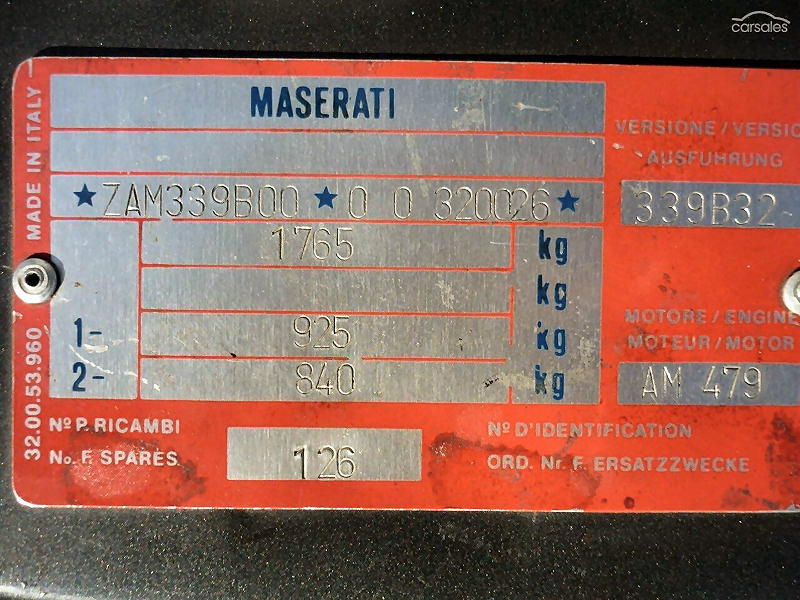 carsales
MASERATI
VERSIONE/VERSIO
AUSFUHRUNG
★ZAM339B00 ★0 0 320026★
339B32-
1765 kg
kg
1- 925 kg
2- 840 kg
MOTORE/ENGINE
MOTEUR/MOTOR
AM 479
Nº P. RICAMBI
No. F. SPARES
126
Nº D'IDENTIFICATION
ORD. Nr. F. ERSATZZWECKE
MADE IN ITALY
32.00.53.960